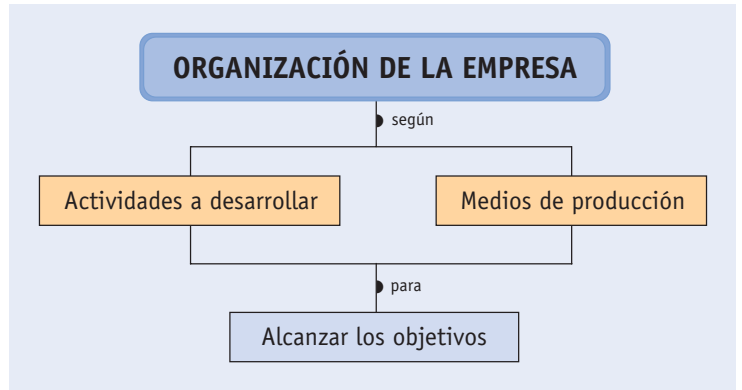 ORGANIZACIÓN DE LA EMPRESA
según
Actividades a desarrollar
Medios de producción
para
Alcanzar los objetivos